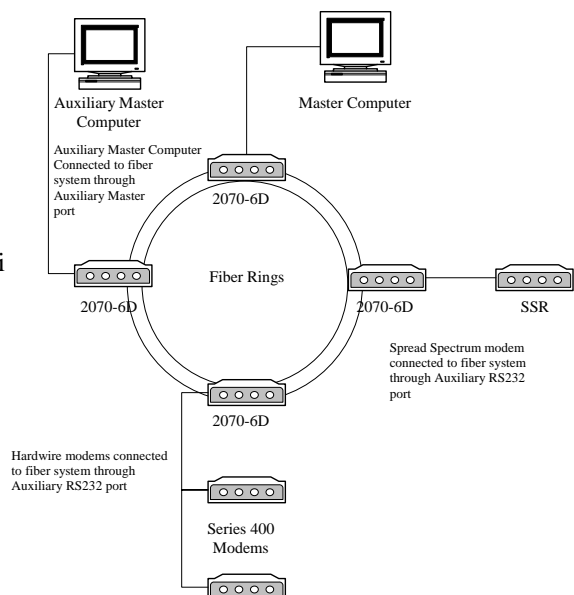 Auxiliary Master
Computer
Master Computer
Auxiliary Master Computer
Connected to fiber
system through
Auxiliary Master
port
2070-6D
i
Fiber Rings
2070-6D
2070-6D
SSR
Spread Spectrum modem
connected to fiber system
through Auxiliary RS232
port
2070-6D
Hardwire modems connected
to fiber system through
Auxiliary RS232 port
Series 400
Modems